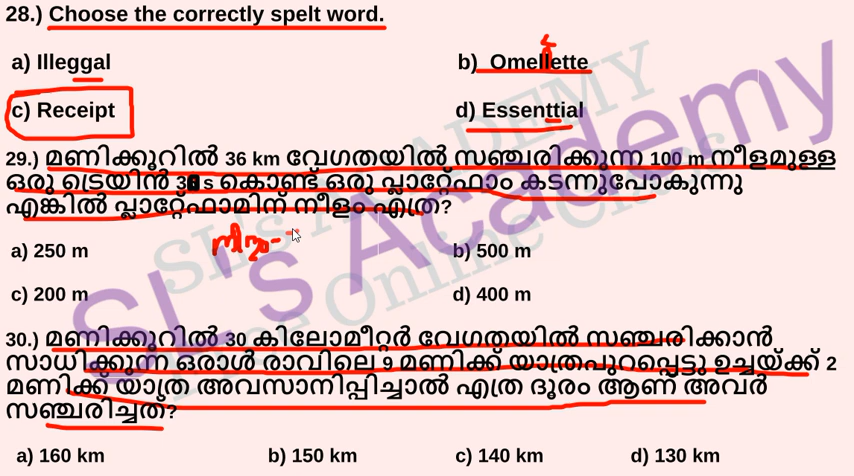 28.) Choose the correctly spelt word.
a) Illeggal b) Omellette
c) Receipt d) Essenttial
29.) മണിക്കൂറിൽ 36 km വേഗതയിൽ സഞ്ചരിക്കുന്ന 100 m നീളമുള്ള
ഒരു ട്രെയിൻ s കൊണ്ട് ഒരു പ്ലാറ്റ്ഫോം കടന്നുപോകുന്നു
എങ്കിൽ പ്ലാറ്റ്ഫോമിന് നീളം എത്ര?
നീളം-
a) 250 m b) 500 m
c) 200 m d) 400 m
30.) മണിക്കൂറിൽ 30 കിലോമീറ്റർ വേഗതയിൽ സഞ്ചരിക്കാൻ
സാധിക്കുന്ന ഒരാൾ രാവിലെ 9 മണിക്ക് യാത്രപുറപ്പെട്ടു ഉച്ചയ്ക്ക് 2
മണിക്ക് യാത്ര അവസാനിപ്പിച്ചാൽ എത്ര ദൂരം ആണ് അവർ
സഞ്ചരിച്ചത്?
a) 160 km b) 150 km c) 140 km d) 130 km
SL's Academy